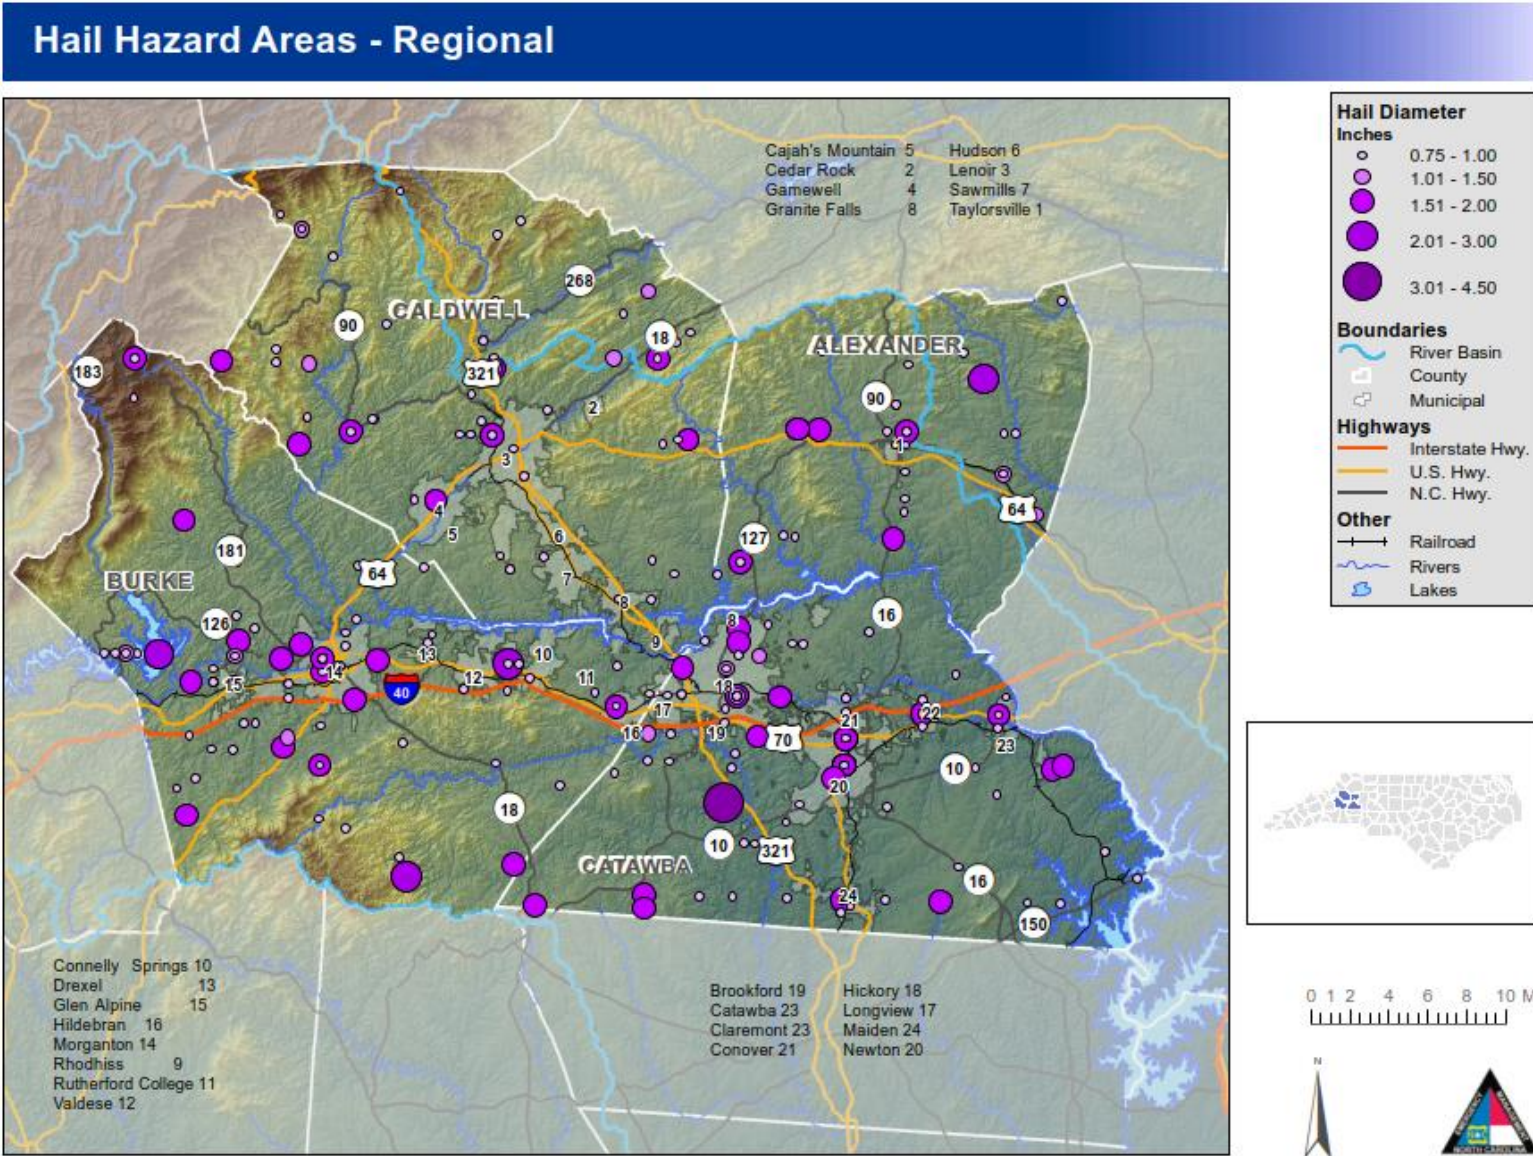 Hail Hazard Areas - Regional
Cajah's Mountain 5 Hudson 6
Cedar Rock 2 Lenoir 3
Gamewell 4 Sawmills 7
Granite Falls 8 Taylorsville 1
Hail Diameter
Inches
0.75 - 1.00
1.01 - 1.50
1.51 - 2.00
2.01 - 3.00
3.01 - 4.50
Boundaries
River Basin
County
Municipal
Highways
Interstate Hwy.
U.S. Hwy.
N.C. Hwy.
Other
Railroad
Rivers
Lakes
268
CALDWELL
90
18
ALEXANDER
183
321
90
2
1
3
4
64
5
181
127
6
64
7
BURKE
8
16
126
8
9
13
10
14
12
11
15
40
18
17
22
21
16
19
70
23
10
20
18
10
321
CATAWBA
16
24
150
Connelly Springs 10
Drexel 13
Glen Alpine 15
Hildebran 16
Morganton 14
Rhodhiss 9
Rutherford College 11
Valdese 12
Brookford 19 Hickory 18
Catawba 23 Longview 17
Claremont 23 Maiden 24
Conover 21 Newton 20
0 1 2 4 6 8 10 M
N
EMERGENCY
MANAGEMENT
NORTH CAROLINA